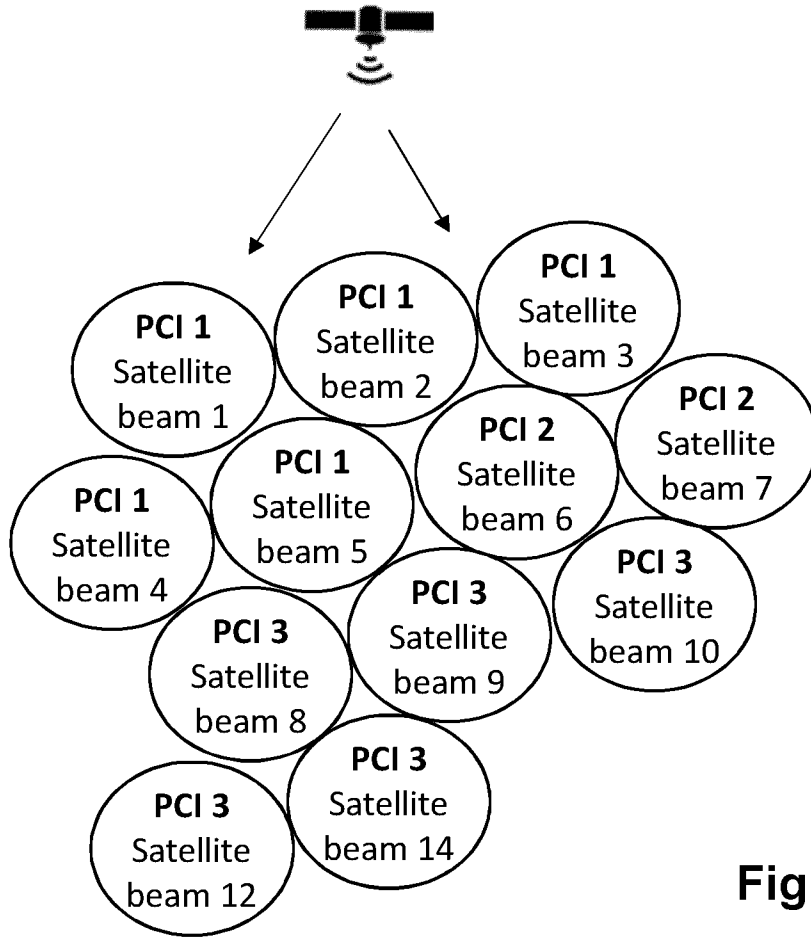 PCI 1
Satellite
beam 1
PCI 1
Satellite
beam 2
PCI 1
Satellite
beam 3
PCI 1
Satellite
beam 4
PCI 1
Satellite
beam 5
PCI 2
Satellite
beam 6
PCI 2
Satellite
beam 7
PCI 3
Satellite
beam 8
PCI 3
Satellite
beam 9
PCI 3
Satellite
beam 10
PCI 3
Satellite
beam 12
PCI 3
Satellite
beam 14
Fig